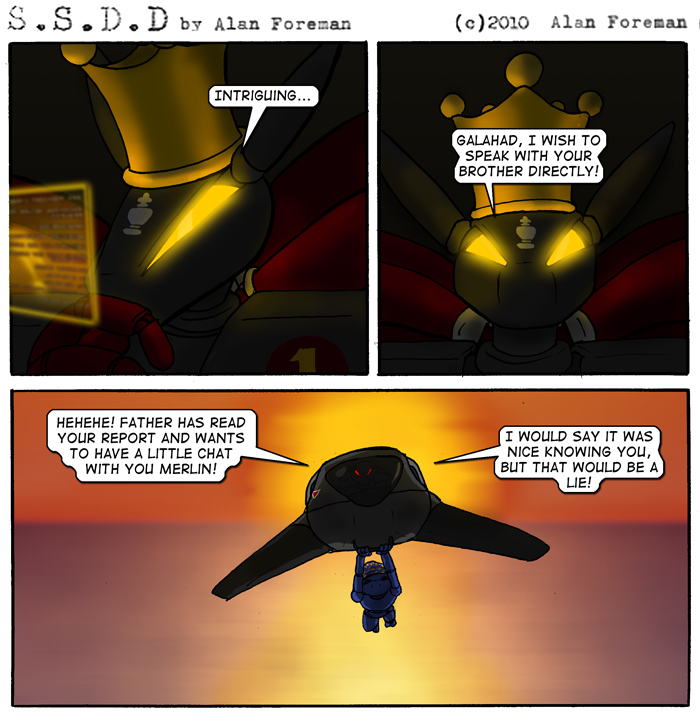 S.S.D.D by Alan Foreman (c)2010 Alan Foreman
INTRIGUING...
1
GALAHAD, I WISH TO
SPEAK WITH YOUR
BROTHER DIRECTLY!
HEHEHE! FATHER HAS READ
YOUR REPORT AND WANTS
TO HAVE A LITTLE CHAT
WITH YOU MERLIN!
I WOULD SAY IT WAS
NICE KNOWING YOU,
BUT THAT WOULD BE A
LIE!